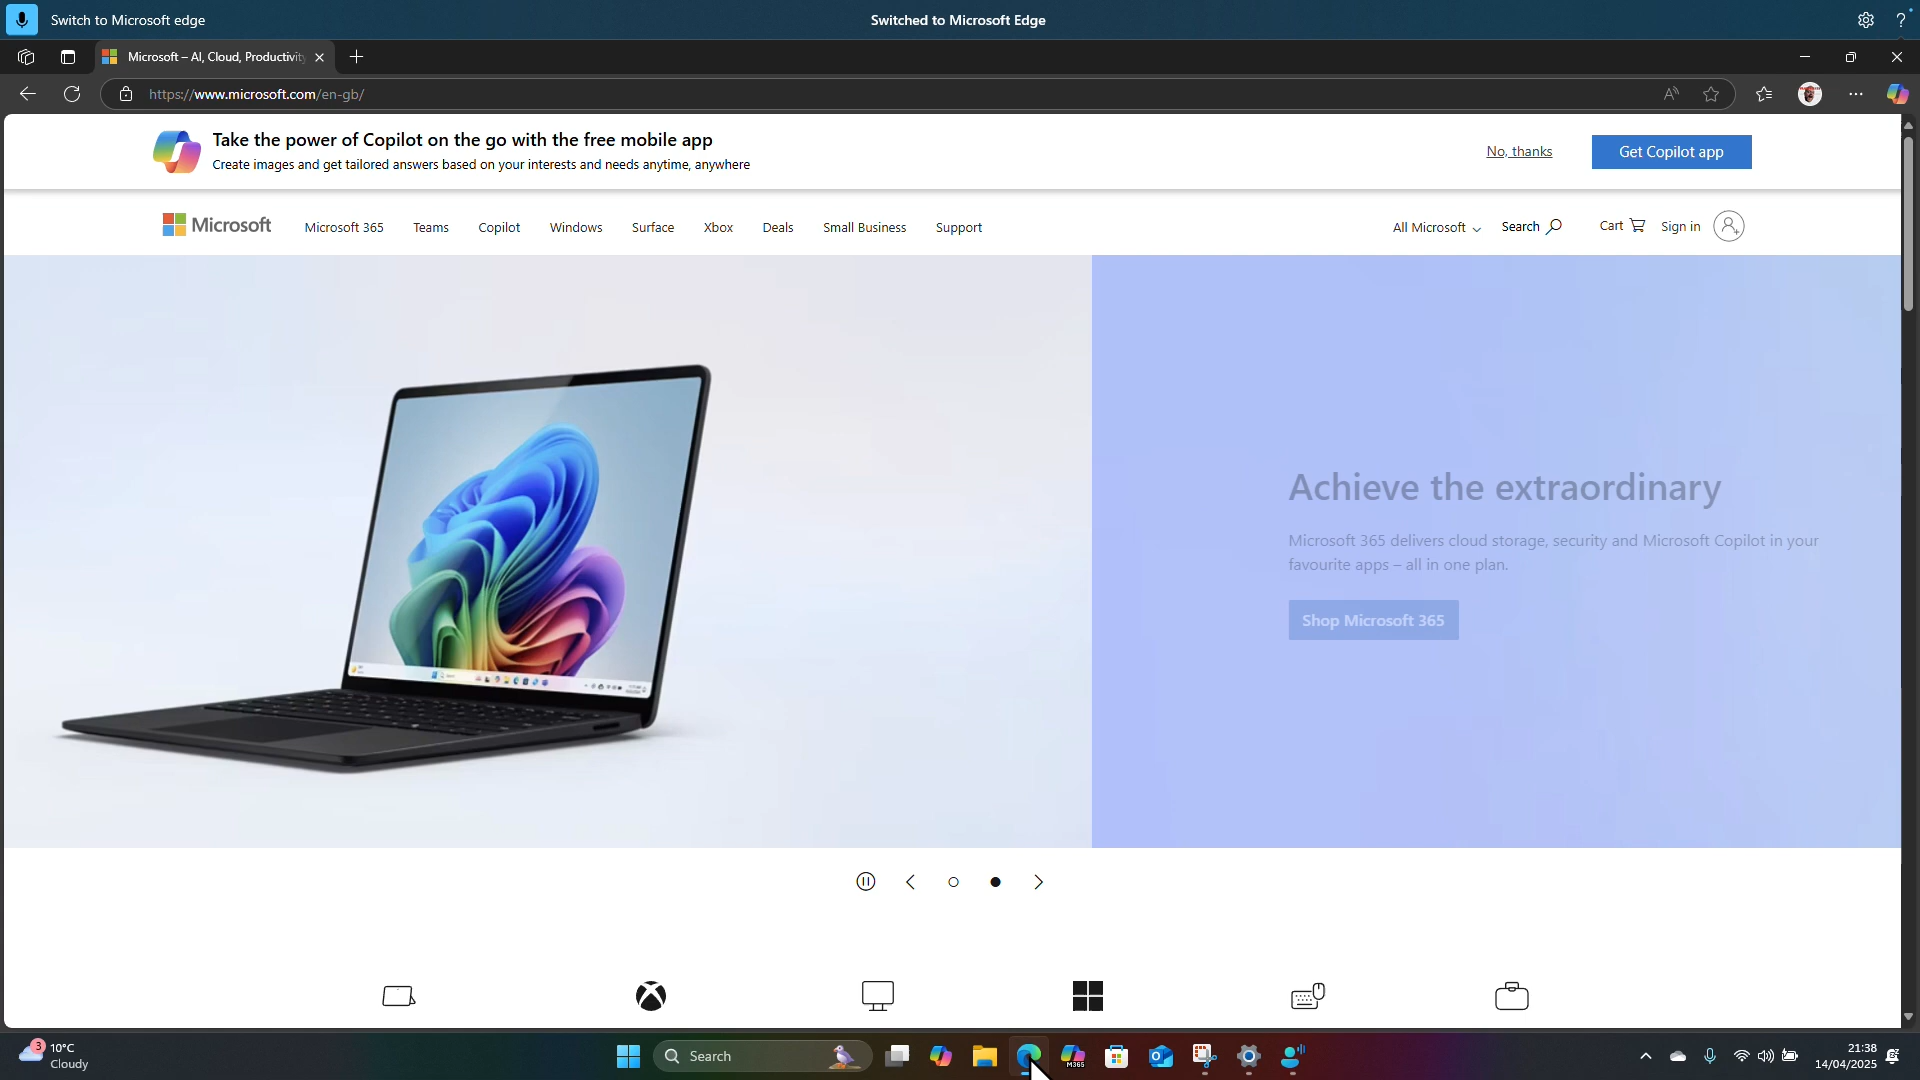 Switch to Microsoft edge
Switched to Microsoft Edge
?
Microsoft – AI, Cloud, Productivity
https://www.microsoft.com/en-gb/
Take the power of Copilot on the go with the free mobile app
Create images and get tailored answers based on your interests and needs anytime, anywhere
No, thanks
Get Copilot app
Microsoft
Microsoft 365
Teams
Copilot
Windows
Surface
Xbox
Deals
Small Business
Support
All Microsoft
Search
Cart
Sign in
Achieve the extraordinary
Microsoft 365 delivers cloud storage, security and Microsoft Copilot in your
favourite apps – all in one plan.
Shop Microsoft 365
3
10°C
Cloudy
Search
M365
21:38
14/04/2025